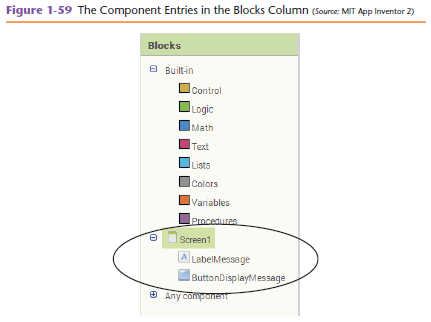 Figure 1-59 The Component Entries in the Blocks Column (Source: MIT App Inventor 2)
Blocks
Built-in
Control
Logic
Math
Text
Lists
Colors
Variables
Procedures
Screen1
A LabelMessage
ButtonDisplayMessage
Any component